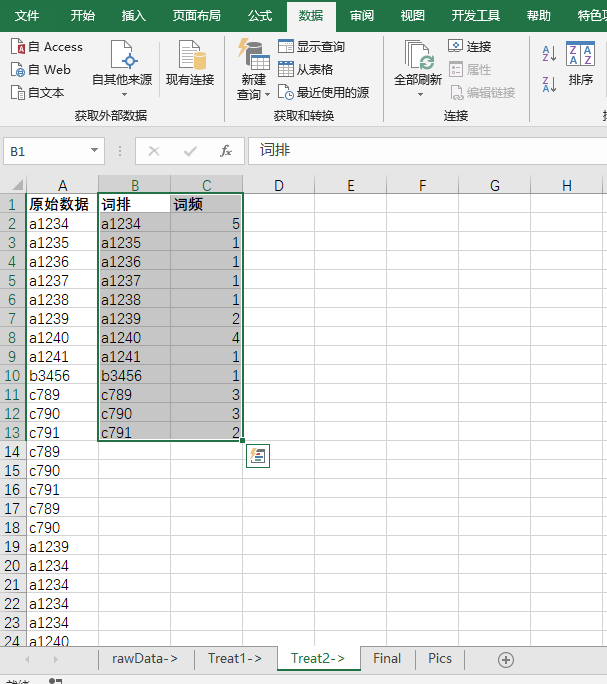 文件 开始 插入 页面布局 公式 数据 审阅 视图 开发工具 帮助 特色
自 Access
自 Web
自文本
自其他来源
现有连接
获取外部数据
新建
查询
显示查询
从表格
最近使用的源
获取和转换
全部刷新
连接
属性
编辑链接
连接
排序
B1 fx 词排
A B C D E F G H
1 原始数据 词排 词频
2 a1234 a1234 5
3 a1235 a1235 1
4 a1236 a1236 1
5 a1237 a1237 1
6 a1238 a1238 1
7 a1239 a1239 2
8 a1240 a1240 4
9 a1241 a1241 1
10 b3456 b3456 1
11 c789 c789 3
12 c790 c790 3
13 c791 c791 2
14 c789
15 c790
16 c791
17 c789
18 c790
19 a1239
20 a1234
21 a1234
22 a1234
23 a1234
24 a1240
rawData-> Treat1-> Treat2-> Final Pics